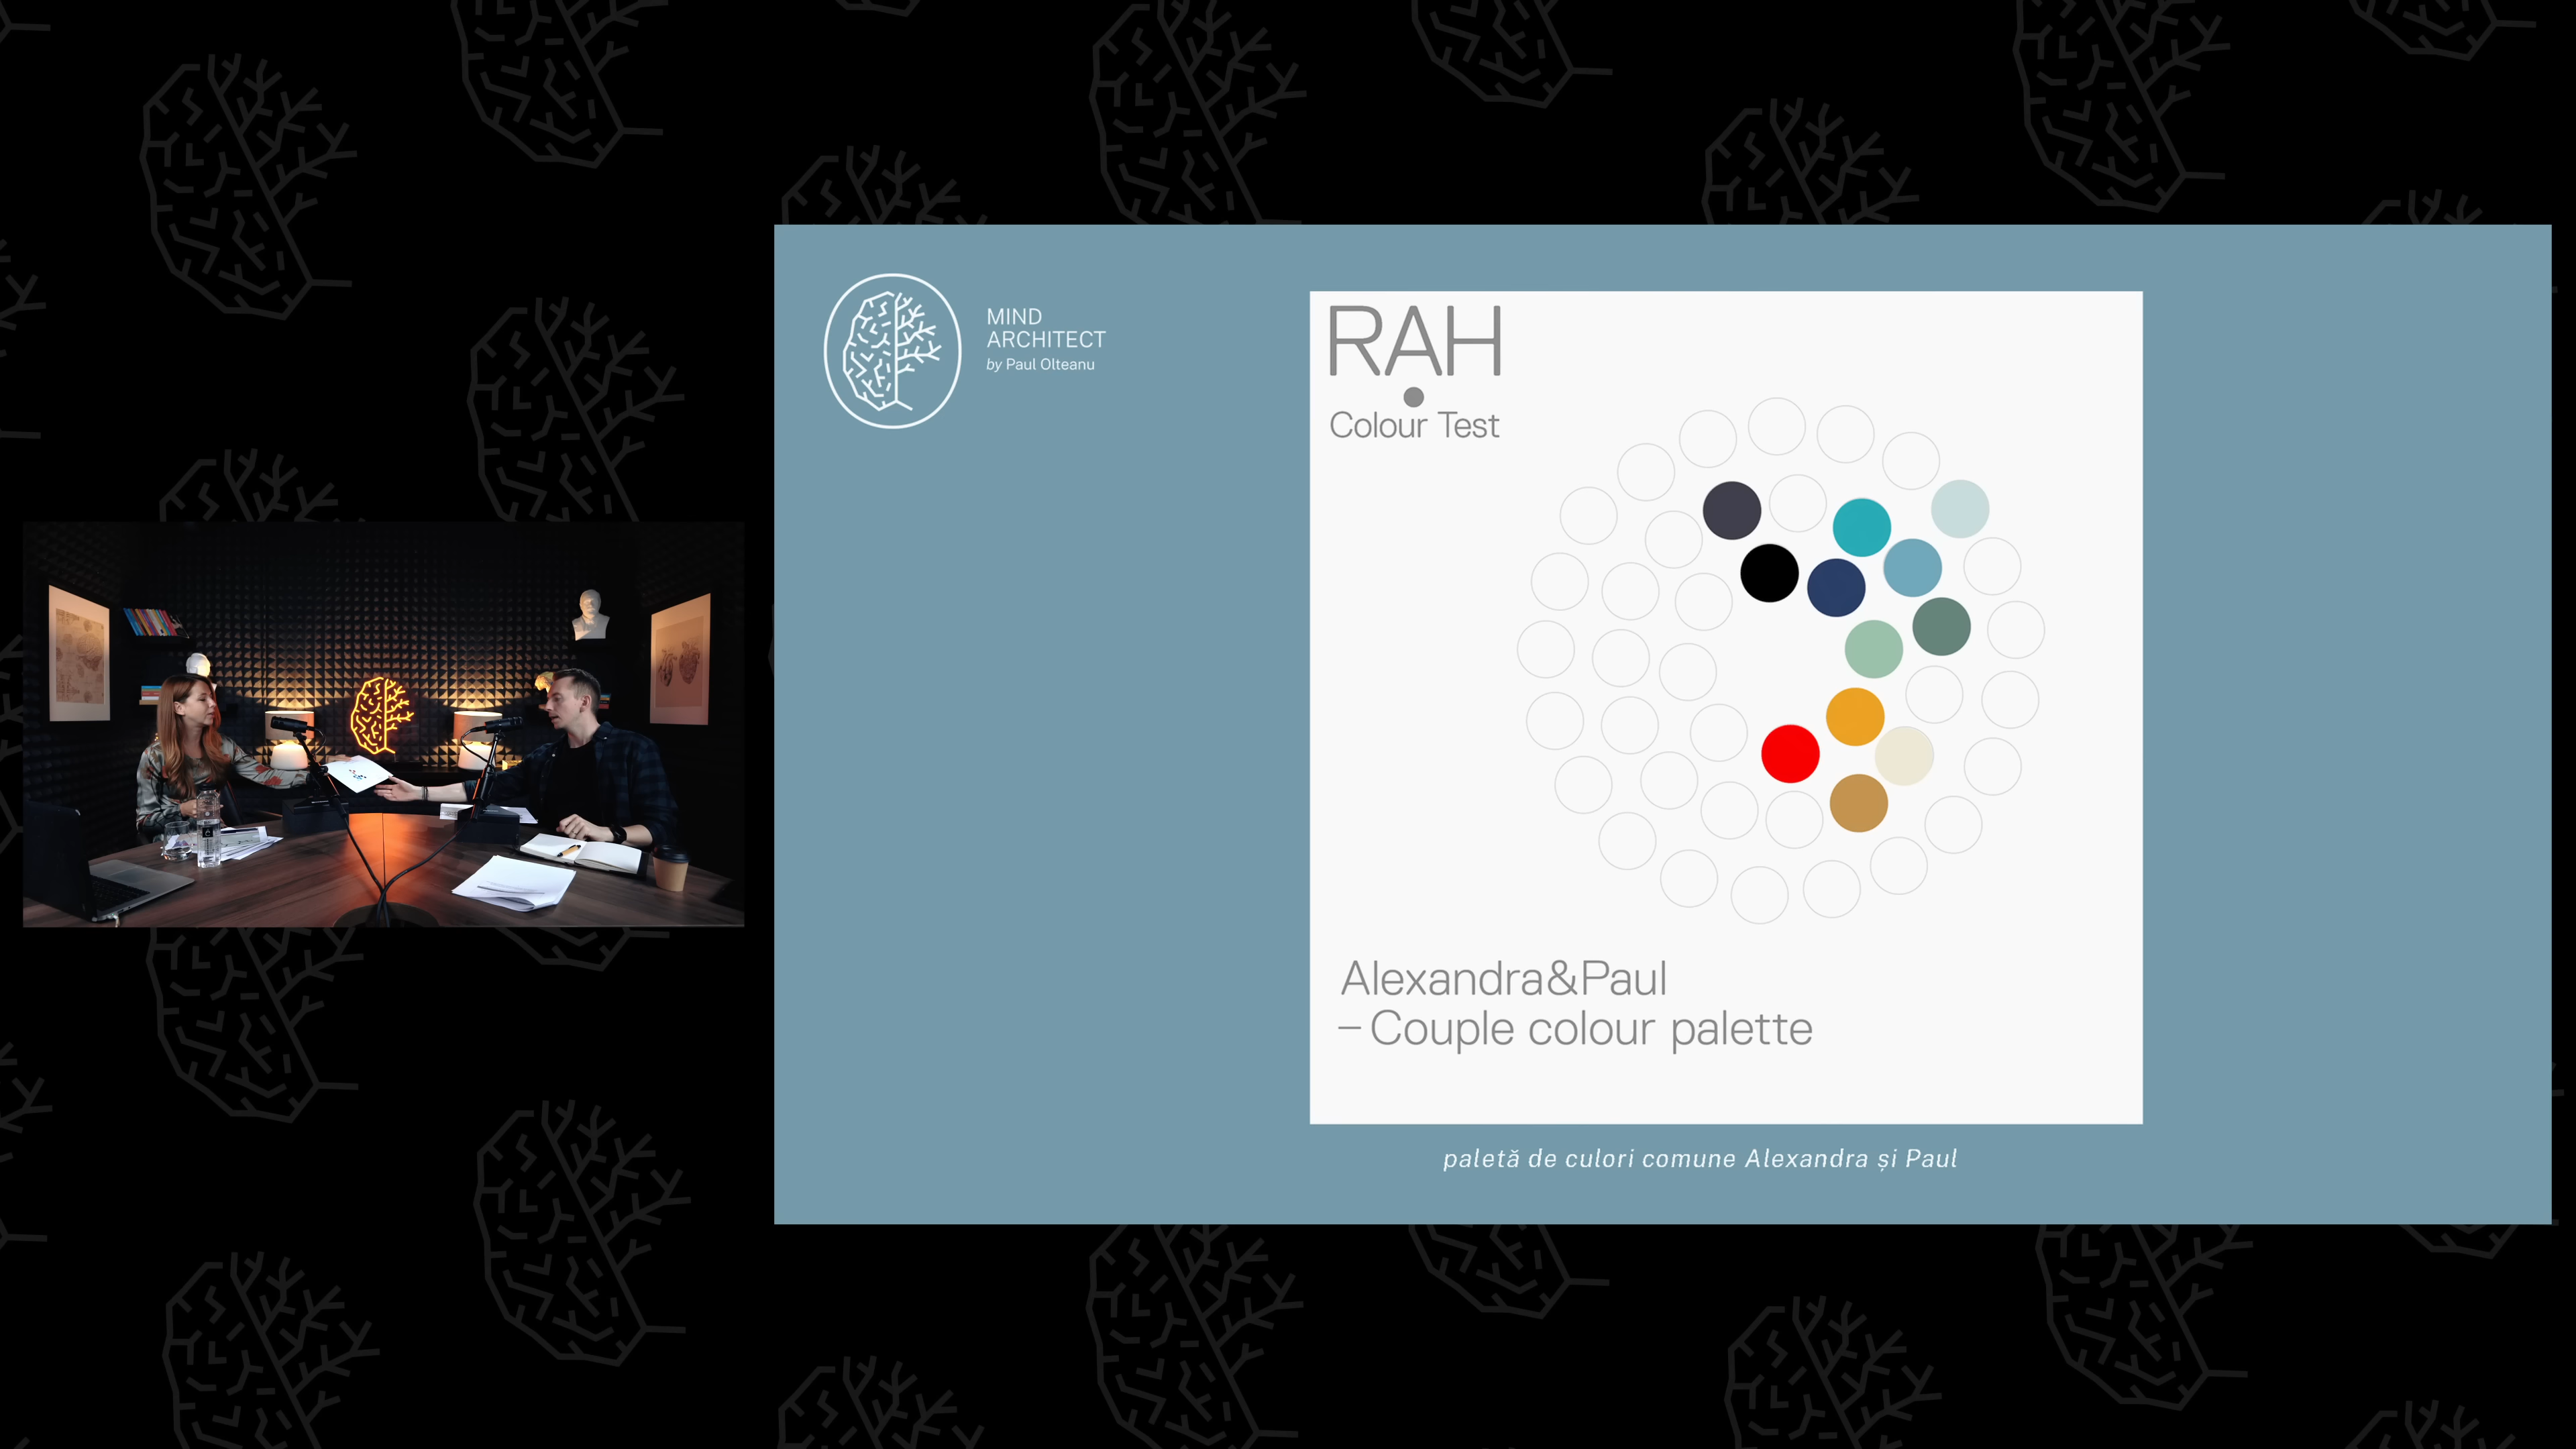 MIND
ARCHITECT
by Paul Olteanu
RAH
Colour Test
Alexandra&Paul
– Couple colour palette
paletă de culori comune Alexandra și Paul